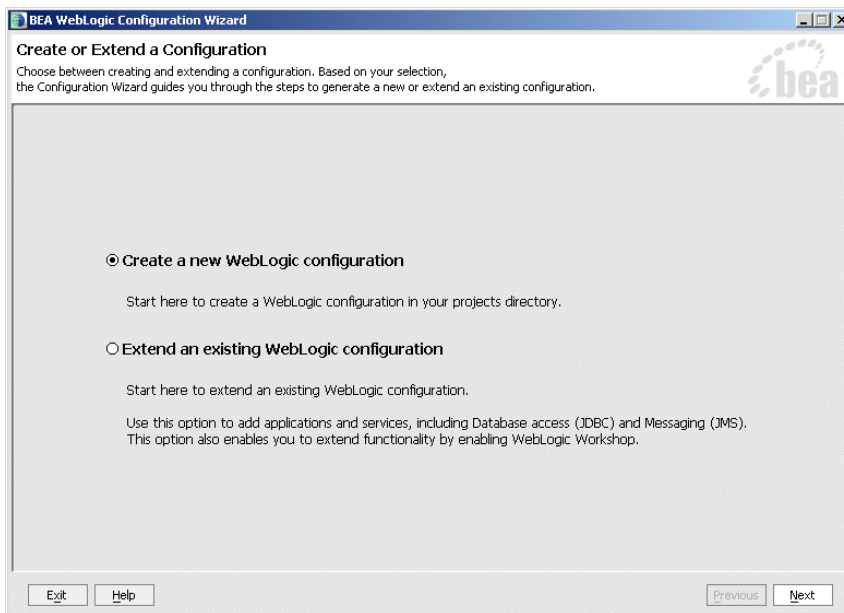 BEA WebLogic Configuration Wizard
Create or Extend a Configuration
Choose between creating and extending a configuration. Based on your selection,
the Configuration Wizard guides you through the steps to generate a new or extend an existing configuration.
bea
Create a new WebLogic configuration
Start here to create a WebLogic configuration in your projects directory.
Extend an existing WebLogic configuration
Start here to extend an existing WebLogic configuration.
Use this option to add applications and services, including Database access (JDBC) and Messaging (JMS).
This option also enables you to extend functionality by enabling WebLogic Workshop.
Exit Help Previous Next